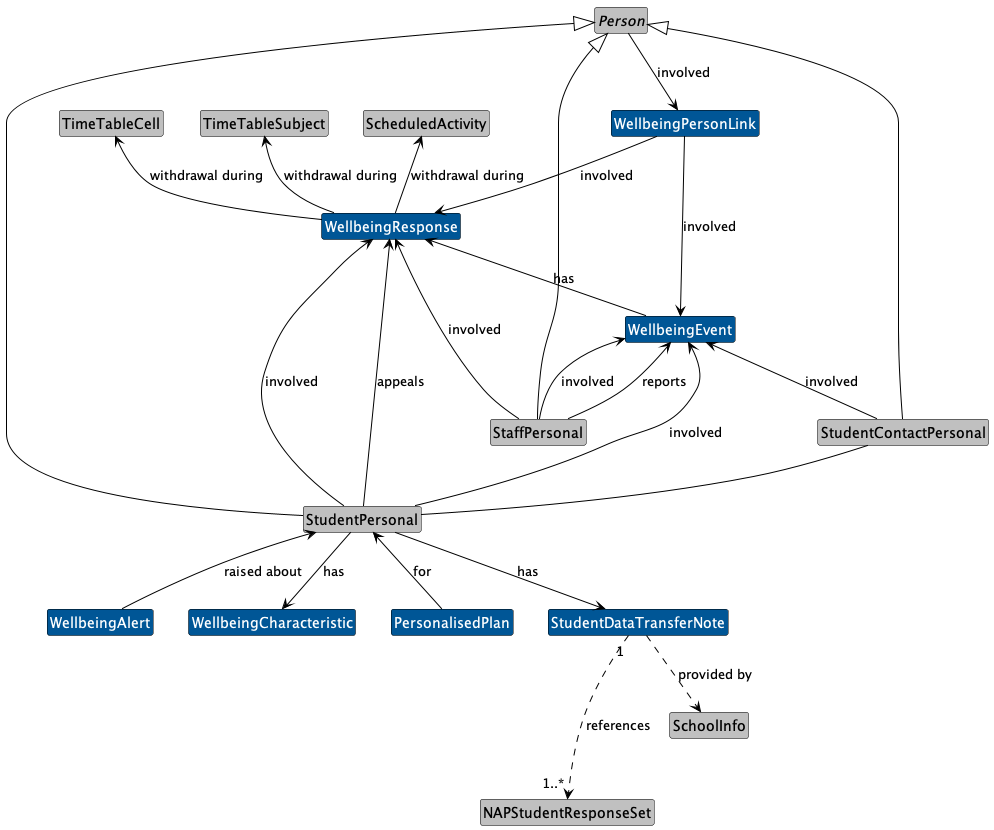 Person
involved
TimeTableCell
TimeTableSubject
ScheduledActivity
WellbeingPersonLink
withdrawal during
withdrawal during
withdrawal during
involved
WellbeingResponse
involved
has
WellbeingEvent
involved
involved
appeals
involved
reports
involved
StaffPersonal
involved
StudentContactPersonal
StudentPersonal
raised about
has
for
has
WellbeingAlert
WellbeingCharacteristic
PersonalisedPlan
StudentDataTransferNote
1
provided by
references
SchoolInfo
1..*
NAPStudentResponseSet